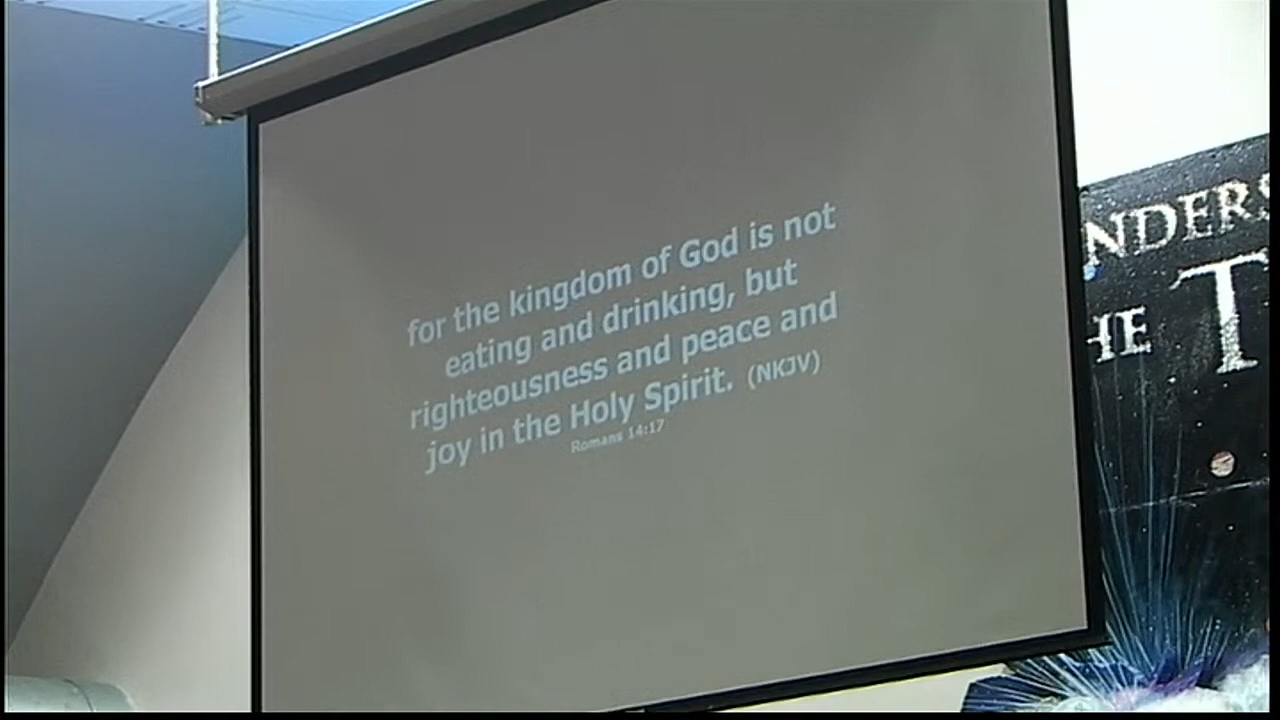 for the kingdom of God is not
eating and drinking, but
righteousness and peace and
joy in the Holy Spirit. (NKJV)
Romans 14:17
NDERS
HE T